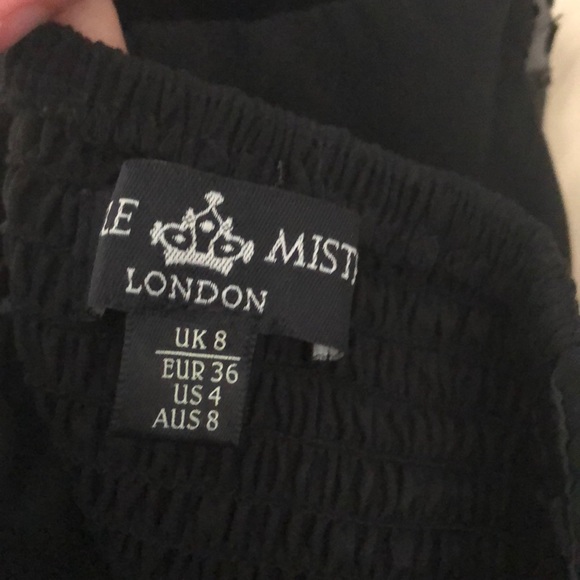 LE MIST
LONDON
UK 8
EUR 36
US 4
AUS 8